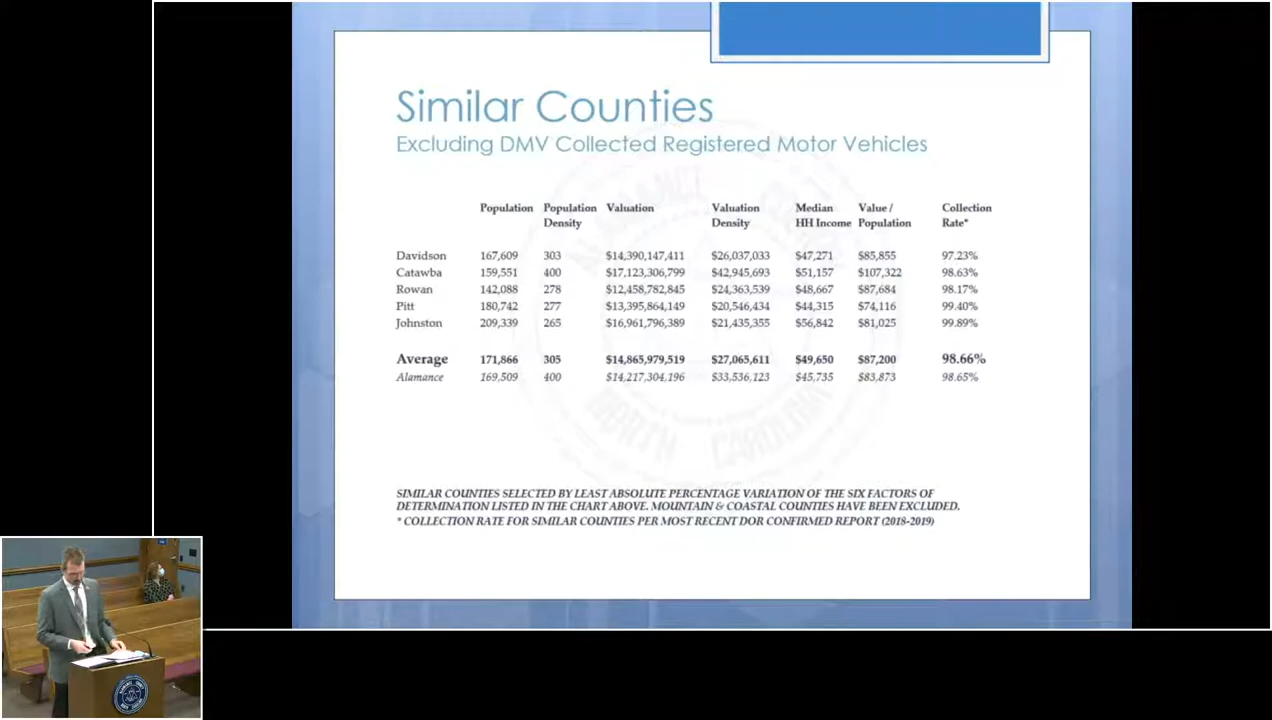 Similar Counties
Excluding DMV Collected Registered Motor Vehicles
Population Population Density Valuation Valuation Density Median HH Income Value / Population Collection Rate*
Davidson 167,609 303 $14,390,147,411 $26,037,033 $47,271 $85,855 97.23%
Catawba 159,551 400 $17,123,306,799 $42,945,693 $51,157 $107,322 98.63%
Rowan 142,088 278 $12,458,782,845 $24,363,539 $48,667 $87,684 98.17%
Pitt 180,742 277 $13,395,864,149 $20,546,434 $44,315 $74,116 99.40%
Johnston 209,339 265 $16,961,796,389 $21,435,355 $56,842 $81,025 99.89%
Average 171,866 305 $14,865,979,519 $27,065,611 $49,650 $87,200 98.66%
Alamance 169,509 400 $14,217,304,196 $33,536,123 $45,735 $83,873 98.65%
SIMILAR COUNTIES SELECTED BY LEAST ABSOLUTE PERCENTAGE VARIATION OF THE SIX FACTORS OF
DETERMINATION LISTED IN THE CHART ABOVE. MOUNTAIN & COASTAL COUNTIES HAVE BEEN EXCLUDED.
* COLLECTION RATE FOR SIMILAR COUNTIES PER MOST RECENT DOR CONFIRMED REPORT (2018-2019)